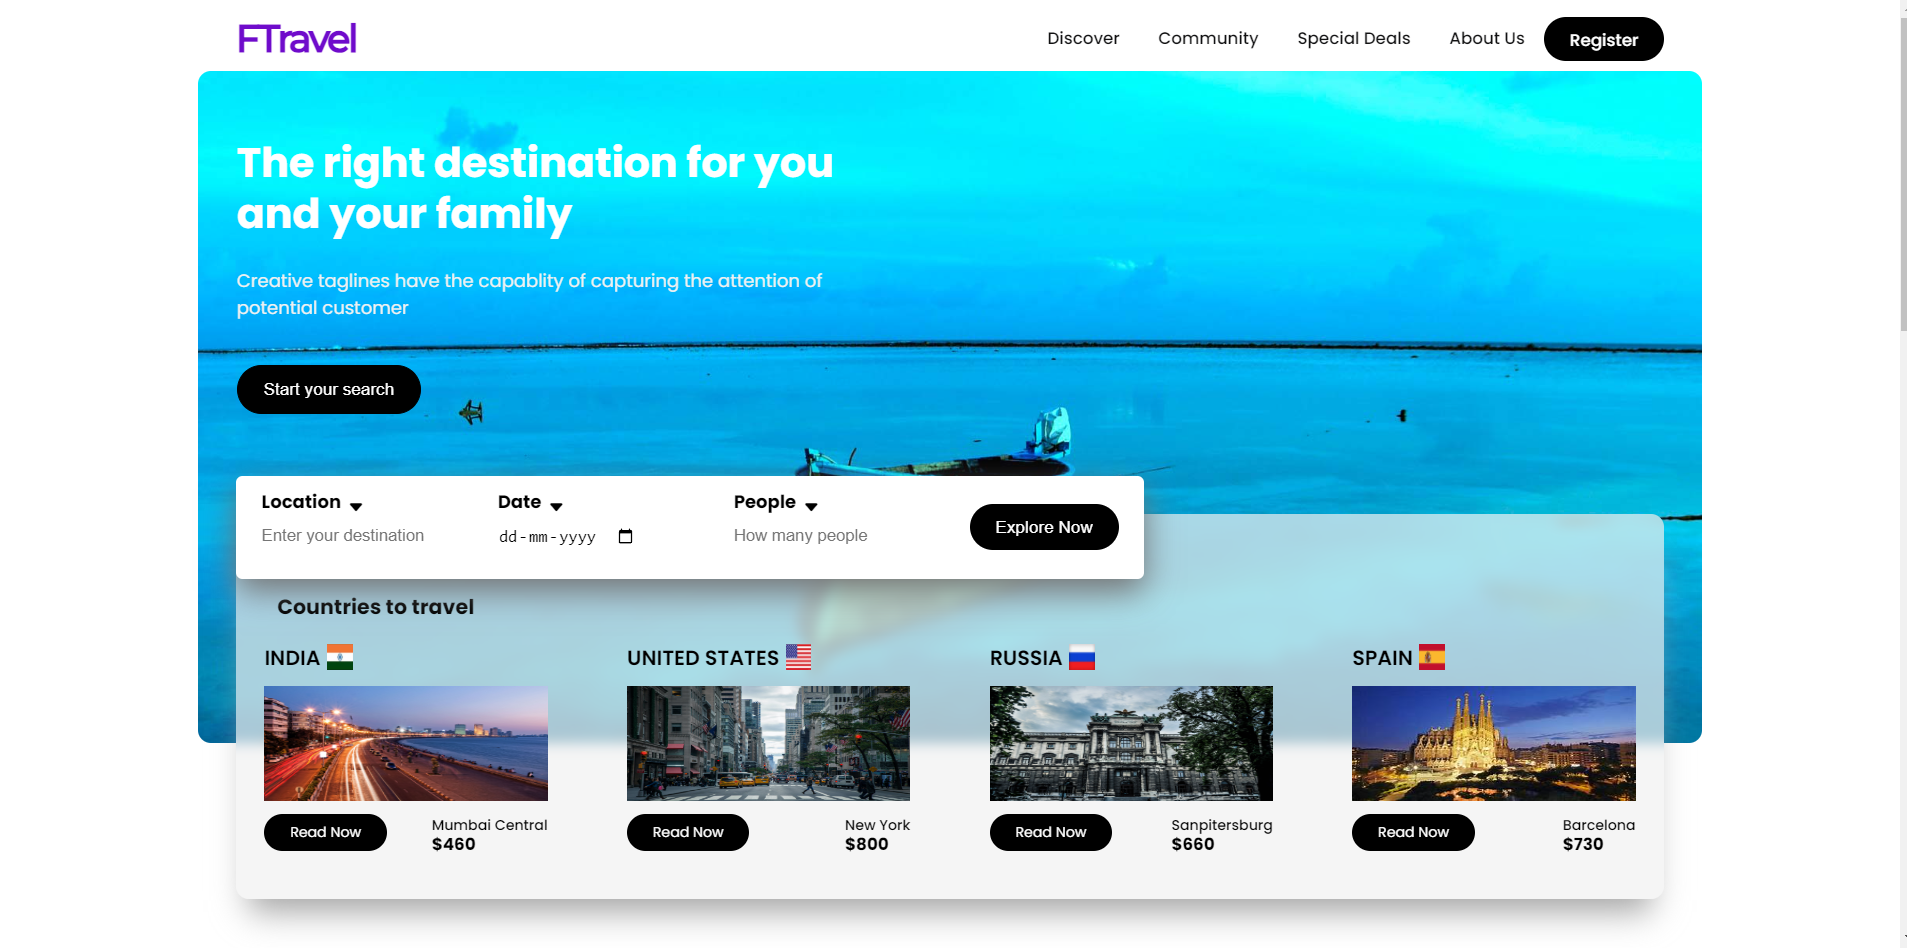 FTravel
Discover
Community
Special Deals
About Us
Register
The right destination for you
and your family
Creative taglines have the capablity of capturing the attention of
potential customer
Start your search
Location
Enter your destination
Date
dd-mm-yyyy
People
How many people
Explore Now
Countries to travel
INDIA
UNITED STATES
RUSSIA
SPAIN
Read Now
Mumbai Central
$460
Read Now
New York
$800
Read Now
Sanpitersburg
$660
Read Now
Barcelona
$730